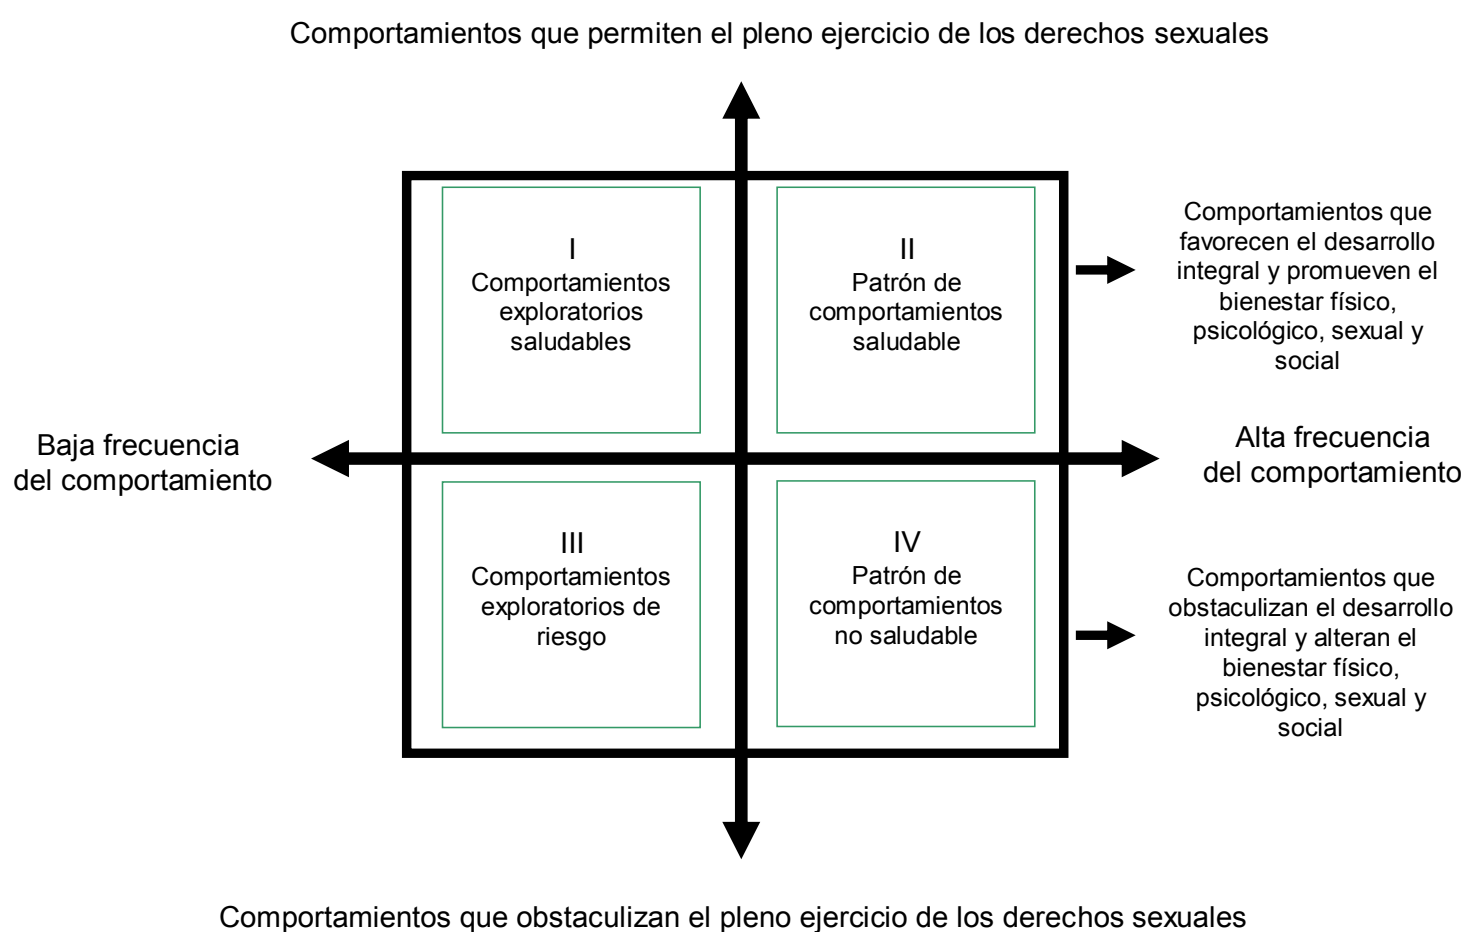 Comportamientos que permiten el pleno ejercicio de los derechos sexuales
I
Comportamientos
exploratorios
saludables
II
Patrón de
comportamientos
saludable
Comportamientos que
favorecen el desarrollo
integral y promueven el
bienestar físico,
psicológico, sexual y
social
Baja frecuencia
del comportamiento
Alta frecuencia
del comportamiento
III
Comportamientos
exploratorios de
riesgo
IV
Patrón de
comportamientos
no saludable
Comportamientos que
obstaculizan el desarrollo
integral y alteran el
bienestar físico,
psicológico, sexual y
social
Comportamientos que obstaculizan el pleno ejercicio de los derechos sexuales